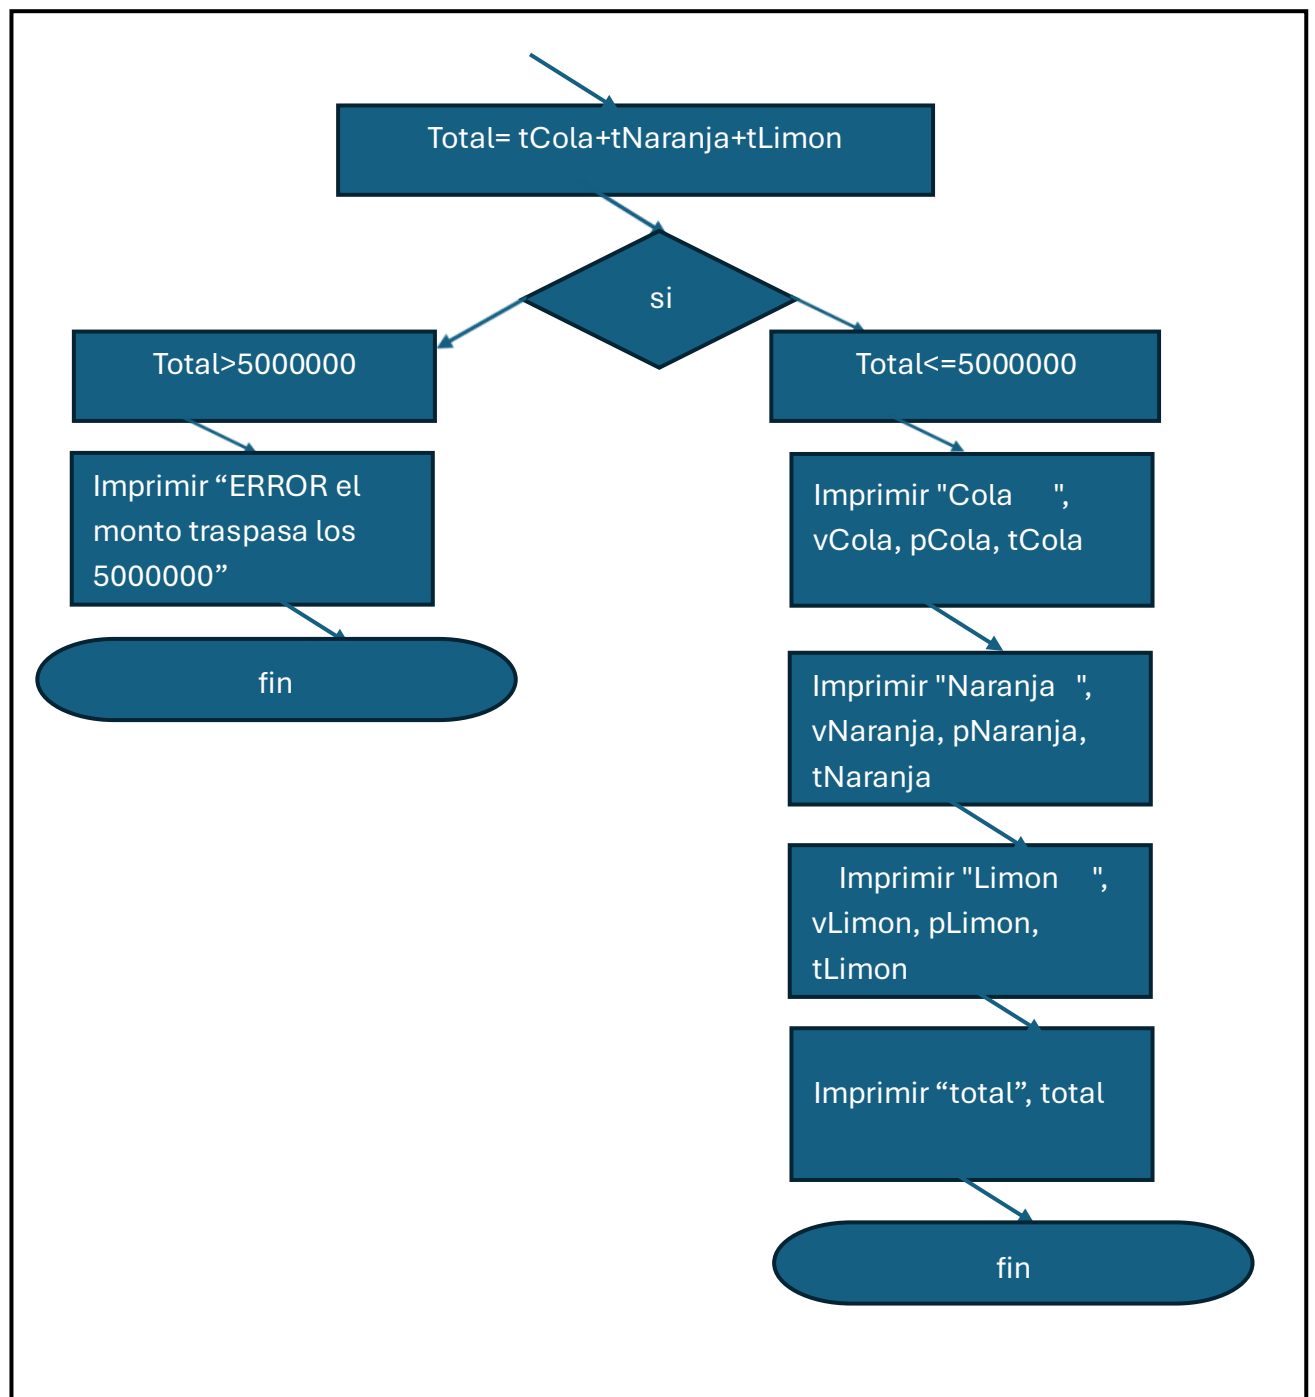 Total= tCola+tNaranja+tLimon
si
Total>5000000
Total<=5000000
Imprimir “ERROR el
monto traspasa los
5000000”
fin
Imprimir "Cola     ",
vCola, pCola, tCola
Imprimir "Naranja   ",
vNaranja, pNaranja,
tNaranja
Imprimir "Limon    ",
vLimon, pLimon,
tLimon
Imprimir “total”, total
fin